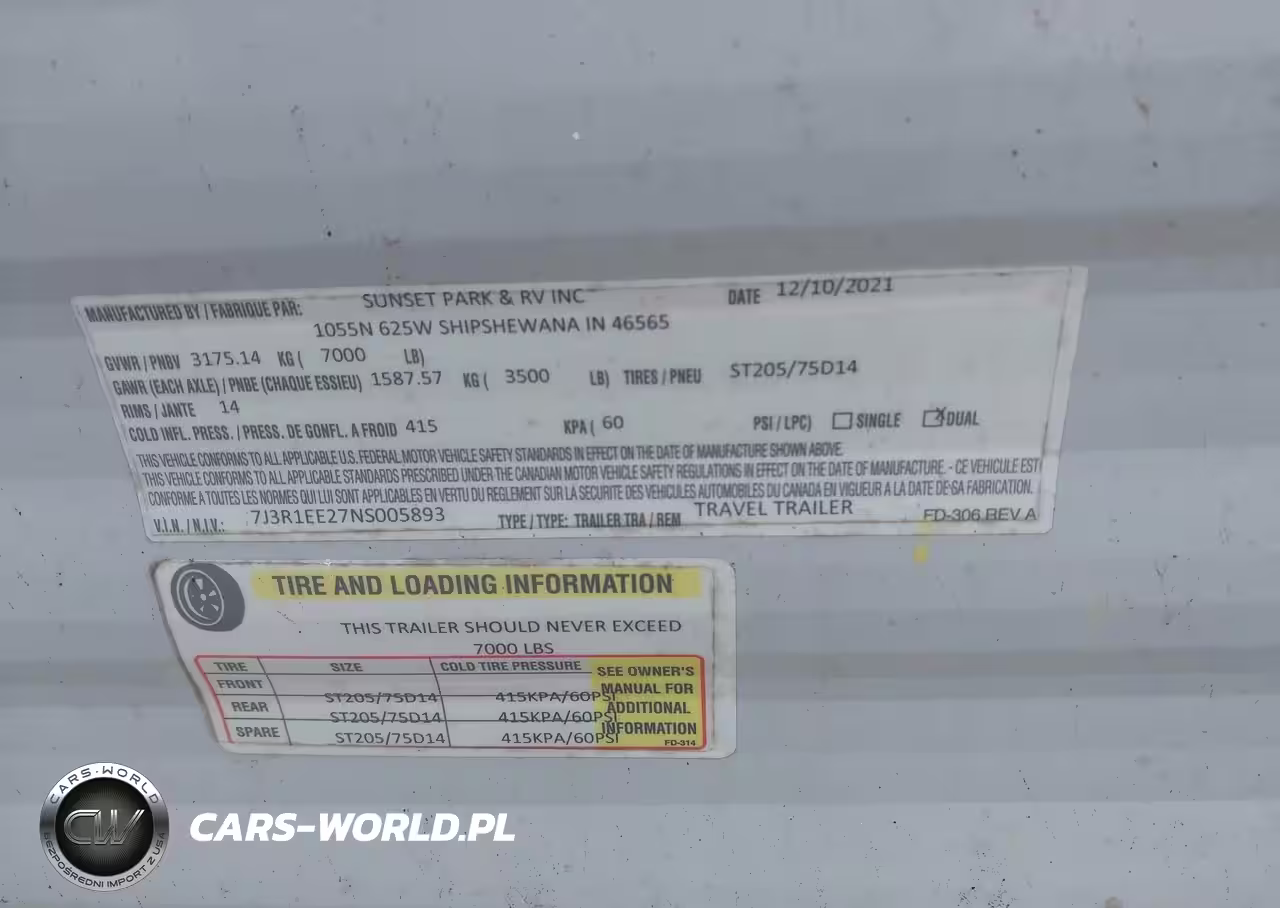 MANUFACTURED BY / FABRIQUE PAR: SUNSET PARK & RV INC DATE 12/10/2021
1055N 625W SHIPSHEWANA IN 46565
GVWR / PNBV 3175.14 KG ( 7000 LB)
GAWR (EACH AXLE) / PNBE (CHAQUE ESSIEU) 1587.57 KG ( 3500 LB) TIRES / PNEU ST205/75D14
RIMS / JANTE 14
COLD INFL. PRESS. / PRESS. DE GONFL. A FROID 415 KPA ( 60 PSI / LPC) SINGLE X DUAL
THIS VEHICLE CONFORMS TO ALL APPLICABLE U.S. FEDERAL MOTOR VEHICLE SAFETY STANDARDS IN EFFECT ON THE DATE OF MANUFACTURE SHOWN ABOVE.
THIS VEHICLE CONFORMS TO ALL APPLICABLE STANDARDS PRESCRIBED UNDER THE CANADIAN MOTOR VEHICLE SAFETY REGULATIONS IN EFFECT ON THE DATE OF MANUFACTURE. - CE VEHICULE EST
CONFORME A TOUTES LES NORMES QUI LUI SONT APPLICABLES EN VERTU DU REGLEMENT SUR LA SECURITE DES VEHICULES AUTOMOBILES DU CANADA EN VIGUEUR A LA DATE DE SA FABRICATION.
V.I.N. / N.I.V.: 7J3R1EE27NS005893 TYPE / TYPE: TRAILER TRA / REM TRAVEL TRAILER FD-306 REV A
TIRE AND LOADING INFORMATION
THIS TRAILER SHOULD NEVER EXCEED
7000 LBS
TIRE SIZE COLD TIRE PRESSURE
FRONT ST205/75D14 415KPA/60PSI
REAR ST205/75D14 415KPA/60PSI
SPARE ST205/75D14 415KPA/60PSI
SEE OWNER'S
MANUAL FOR
ADDITIONAL
INFORMATION
FD-314
CARS-WORLD
CW
BEZPOŚREDNI IMPORT Z USA
CARS-WORLD.PL